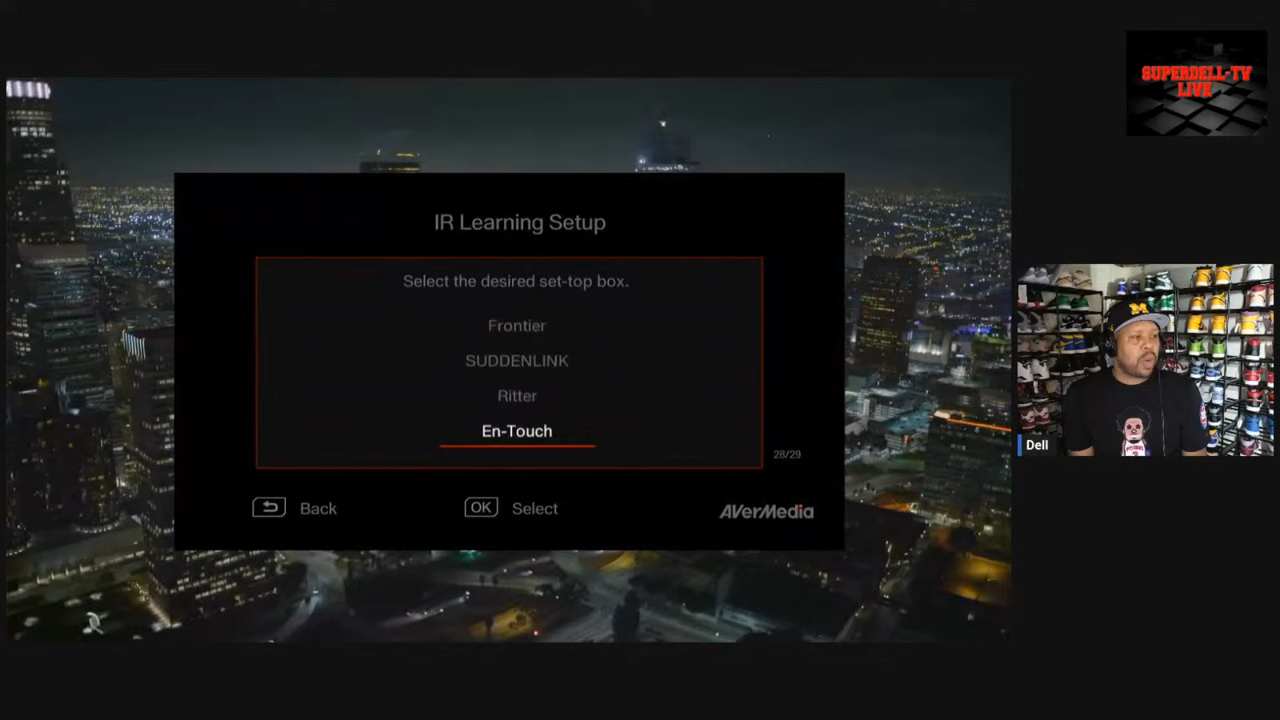 SUPERDELL-TV
LIVE
IR Learning Setup
Select the desired set-top box.
Frontier
SUDDENLINK
Ritter
En-Touch
28/29
Back
OK Select
AVerMedia
Dell
PISTONS